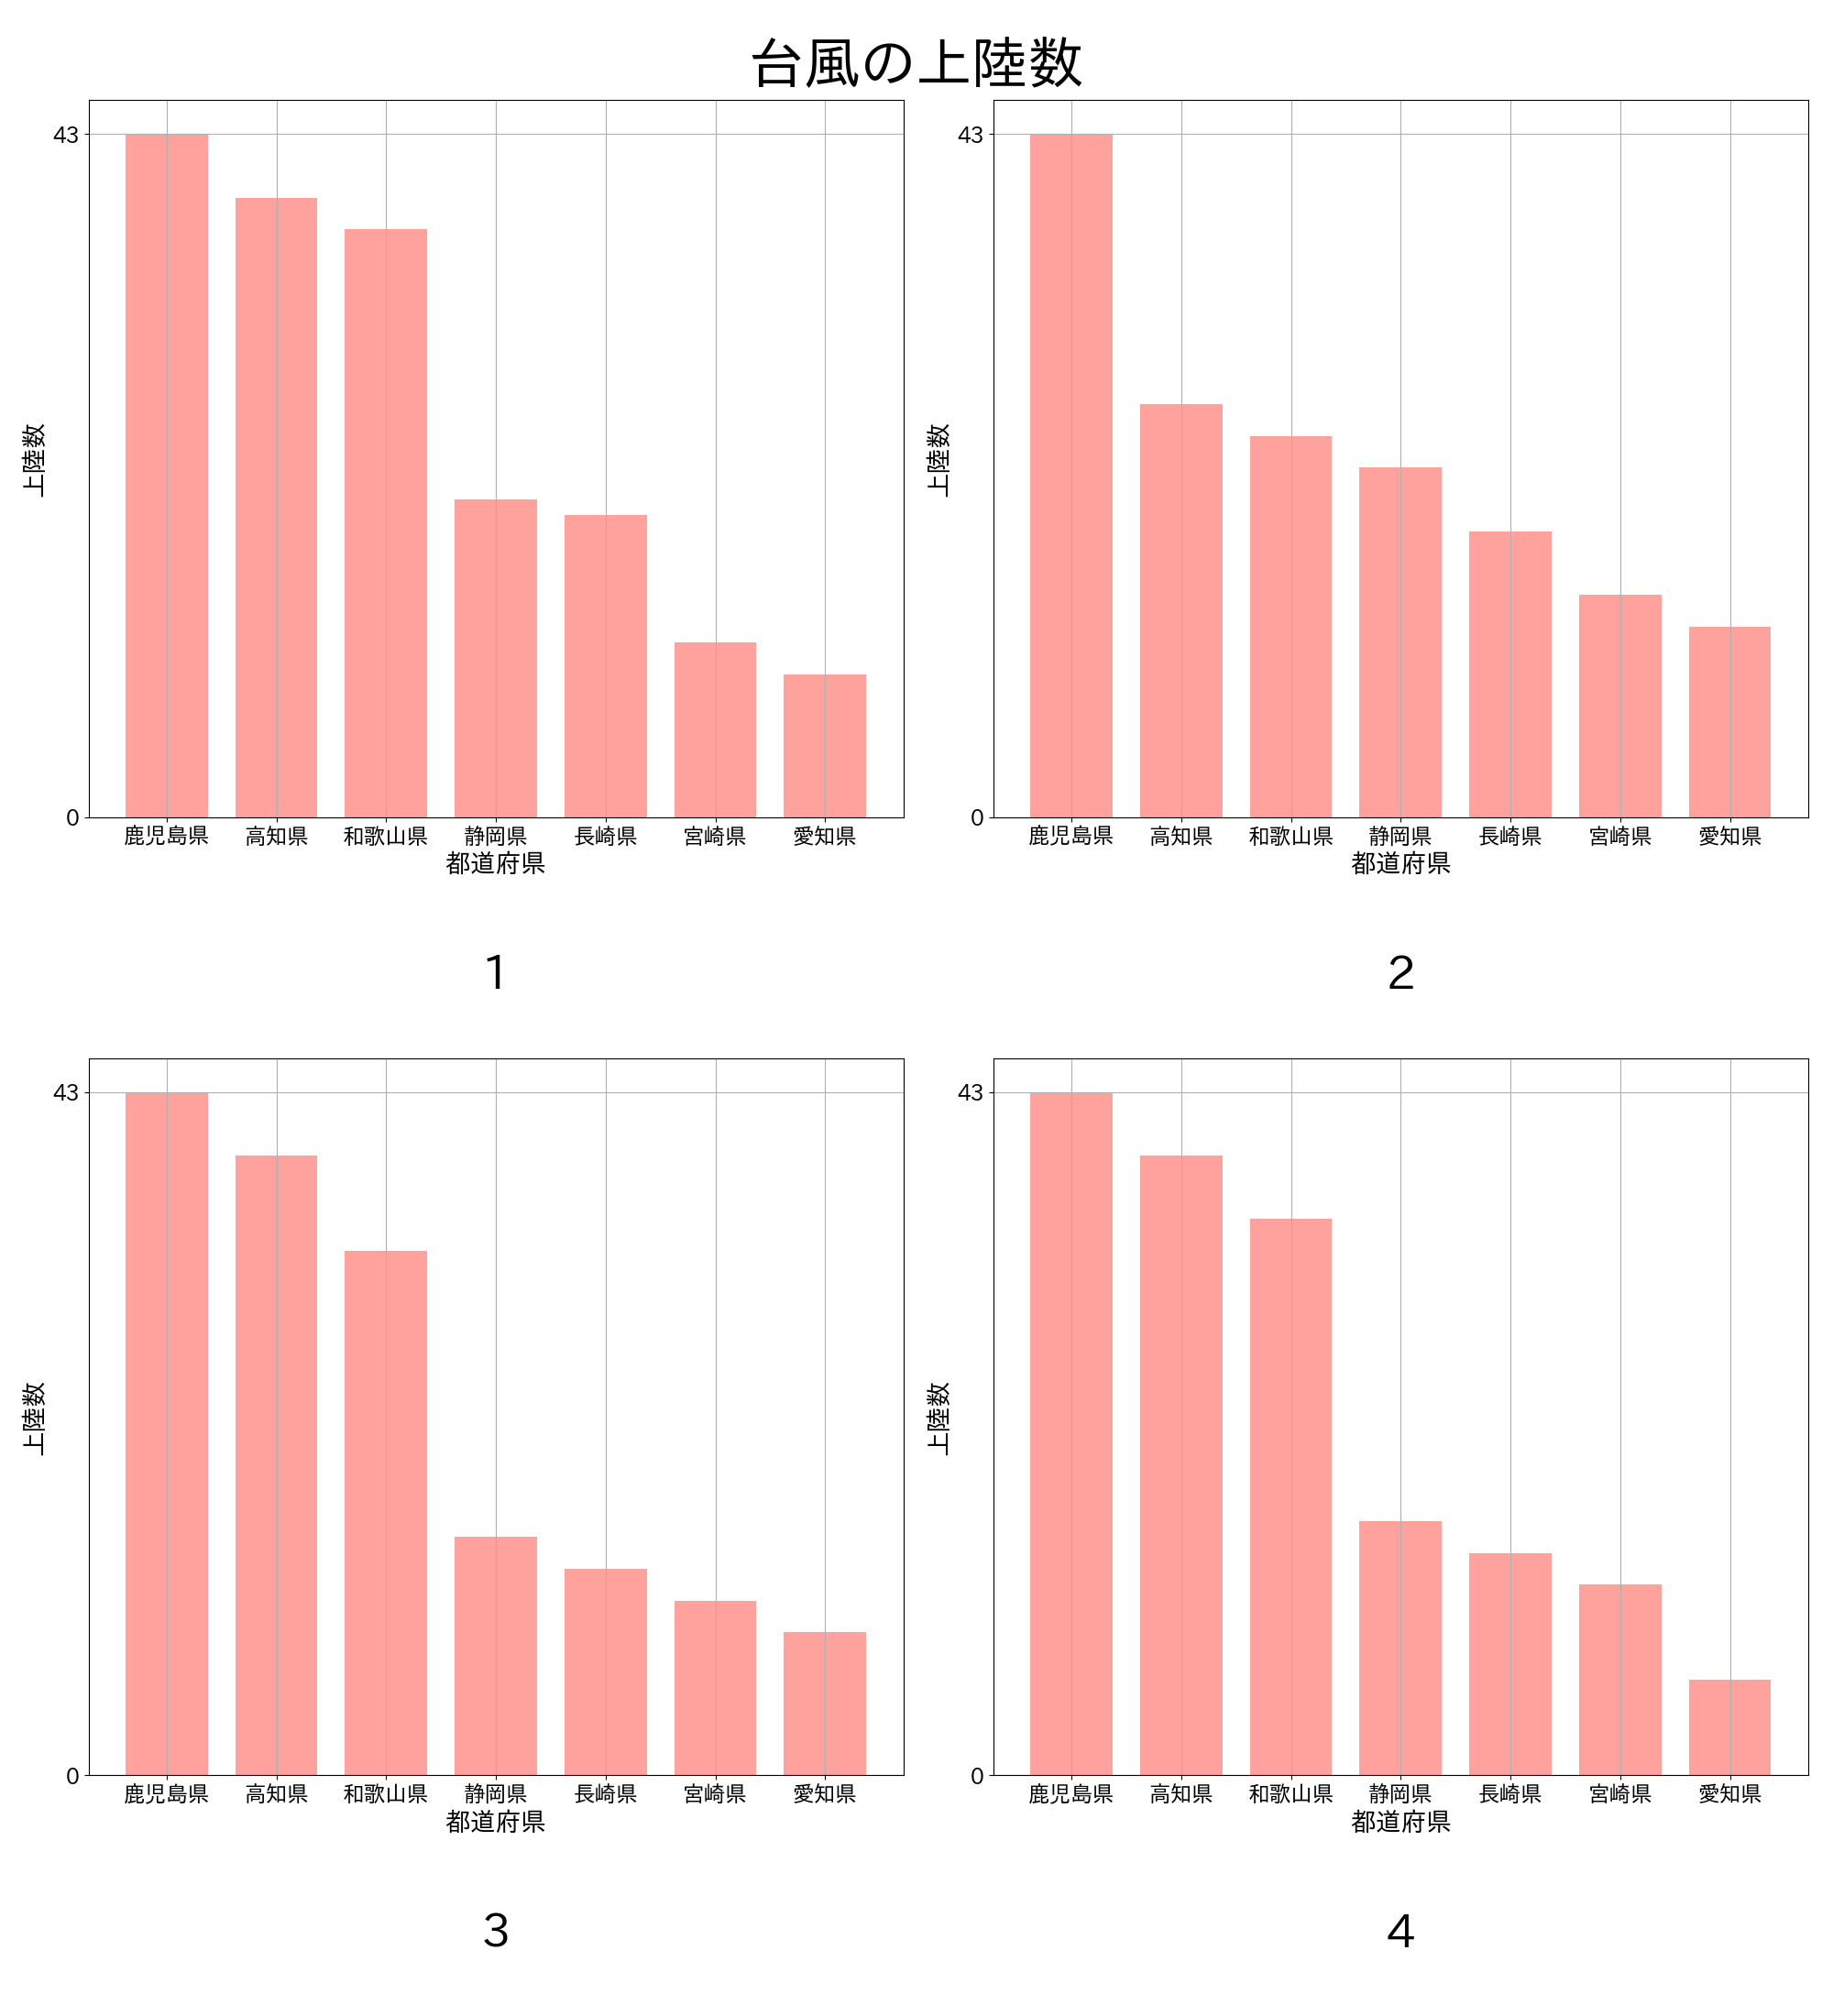 台風の上陸数
43
0
上陸数
鹿児島県 高知県 和歌山県 静岡県 長崎県 宮崎県 愛知県
都道府県
1
43
0
上陸数
鹿児島県 高知県 和歌山県 静岡県 長崎県 宮崎県 愛知県
都道府県
2
43
0
上陸数
鹿児島県 高知県 和歌山県 静岡県 長崎県 宮崎県 愛知県
都道府県
3
43
0
上陸数
鹿児島県 高知県 和歌山県 静岡県 長崎県 宮崎県 愛知県
都道府県
4